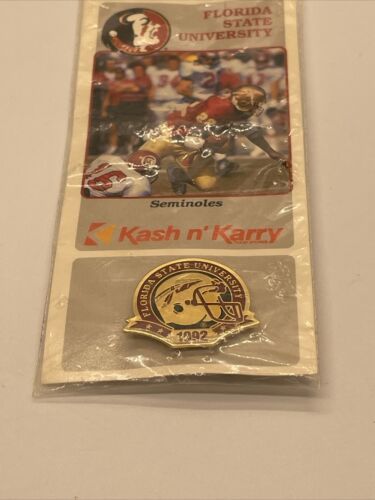 FLORIDA
STATE
UNIVERSITY
Seminoles
Kash n' Karry
FLORIDA STATE UNIVERSITY
1992